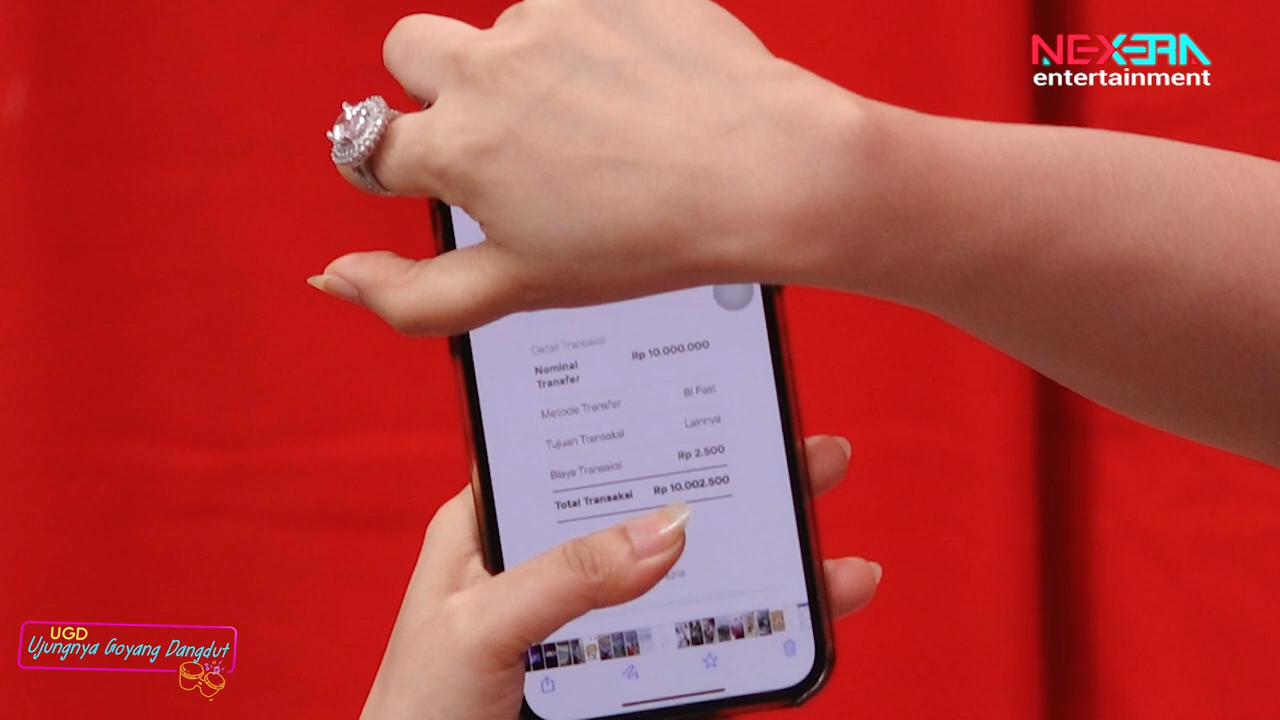 NEXERA
entertainment
Detail Transaksi
Nominal Transfer Rp 10.000.000
Metode Transfer BI Fast
Tujuan Transaksi Lainnya
Biaya Transaksi Rp 2.500
Total Transaksi Rp 10.002.500
UGD
Ujungnya Goyang Dangdut